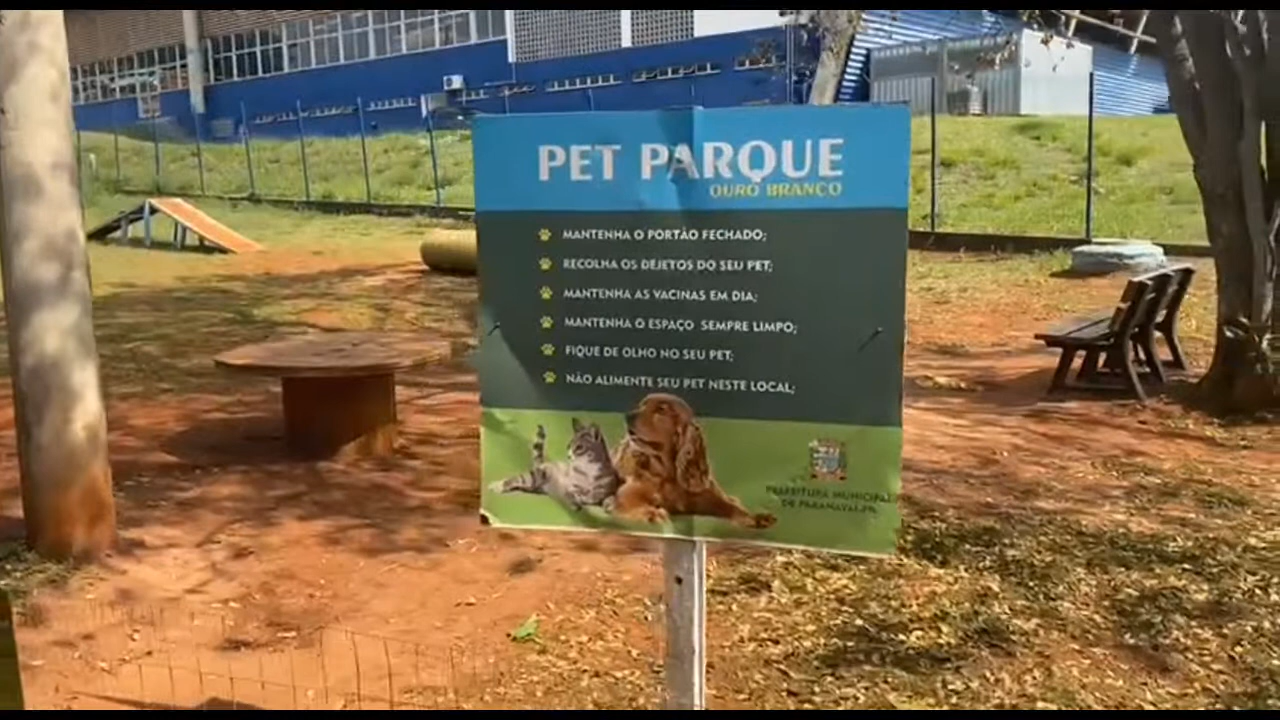 PET PARQUE
OURO BRANCO
MANTENHA O PORTÃO FECHADO;
RECOLHA OS DEJETOS DO SEU PET;
MANTENHA AS VACINAS EM DIA;
MANTENHA O ESPAÇO SEMPRE LIMPO;
FIQUE DE OLHO NO SEU PET;
NÃO ALIMENTE SEU PET NESTE LOCAL;
PREFEITURA MUNICIPAL
DE PARANAVAÍ-PR